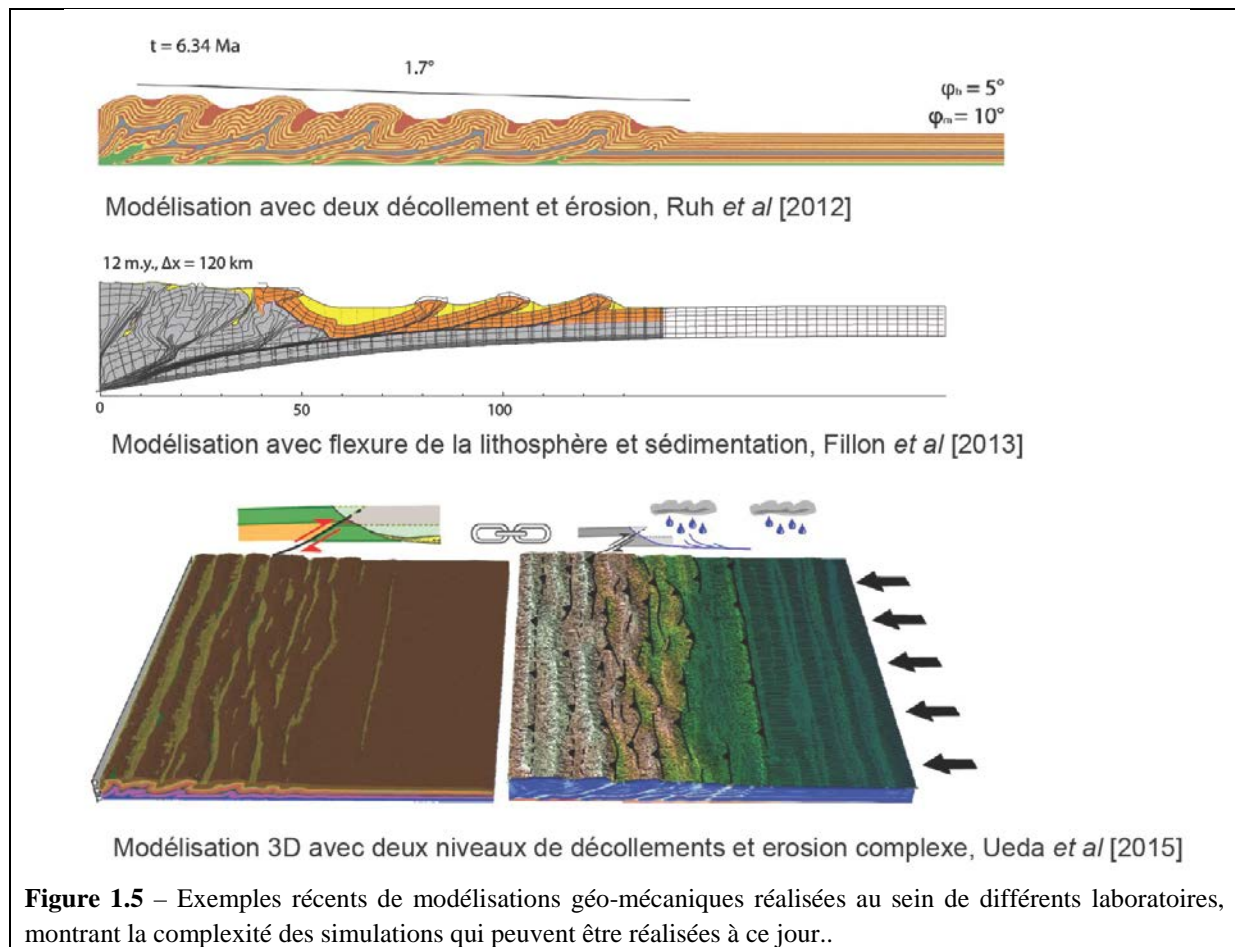 t = 6.34 Ma
1.7°
φb = 5°
φm = 10°
Modélisation avec deux décollement et érosion, Ruh et al [2012]
12 m.y., Δx = 120 km
0 50 100
Modélisation avec flexure de la lithosphère et sédimentation, Fillon et al [2013]
Modélisation 3D avec deux niveaux de décollements et erosion complexe, Ueda et al [2015]
Figure 1.5 – Exemples récents de modélisations géo-mécaniques réalisées au sein de différents laboratoires,
montrant la complexité des simulations qui peuvent être réalisées à ce jour..